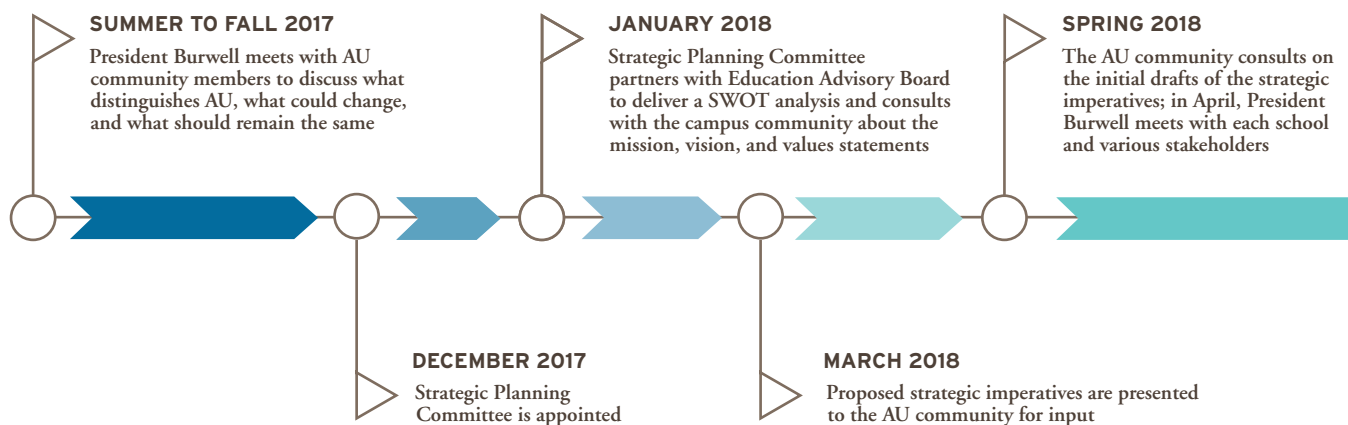 SUMMER TO FALL 2017
President Burwell meets with AU
community members to discuss what
distinguishes AU, what could change,
and what should remain the same
DECEMBER 2017
Strategic Planning
Committee is appointed
JANUARY 2018
Strategic Planning Committee
partners with Education Advisory Board
to deliver a SWOT analysis and consults
with the campus community about the
mission, vision, and values statements
MARCH 2018
Proposed strategic imperatives are presented
to the AU community for input
SPRING 2018
The AU community consults on
the initial drafts of the strategic
imperatives; in April, President
Burwell meets with each school
and various stakeholders